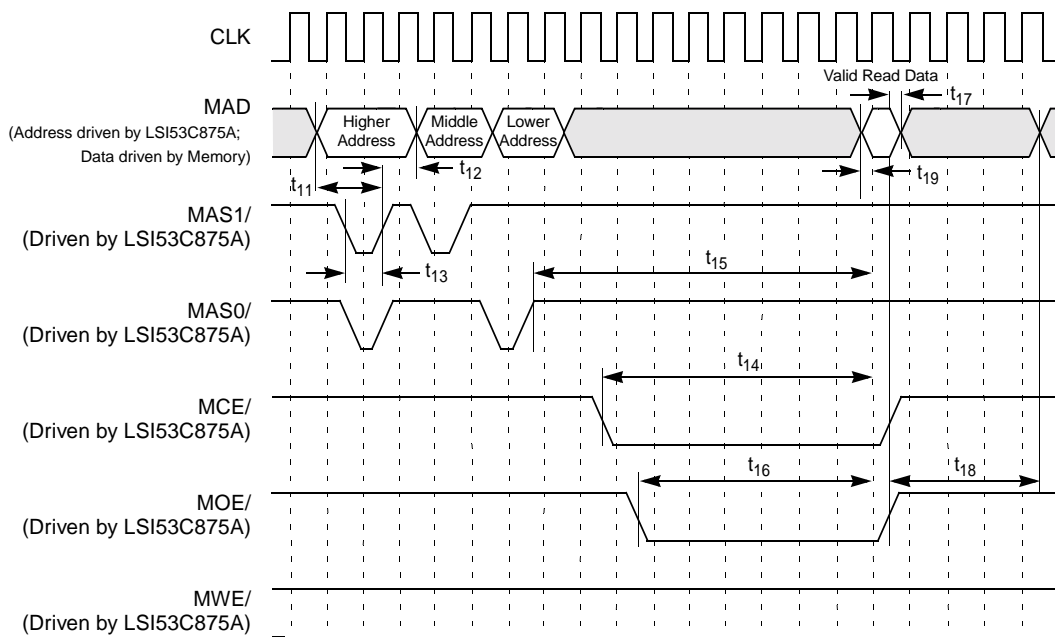 CLK
Valid Read Data
t17
MAD
(Address driven by LSI53C875A;
Data driven by Memory)
Higher
Address
Middle
Address
Lower
Address
t11
t12
t19
MAS1/
(Driven by LSI53C875A)
t13
t15
MAS0/
(Driven by LSI53C875A)
t14
MCE/
(Driven by LSI53C875A)
t16
t18
MOE/
(Driven by LSI53C875A)
MWE/
(Driven by LSI53C875A)